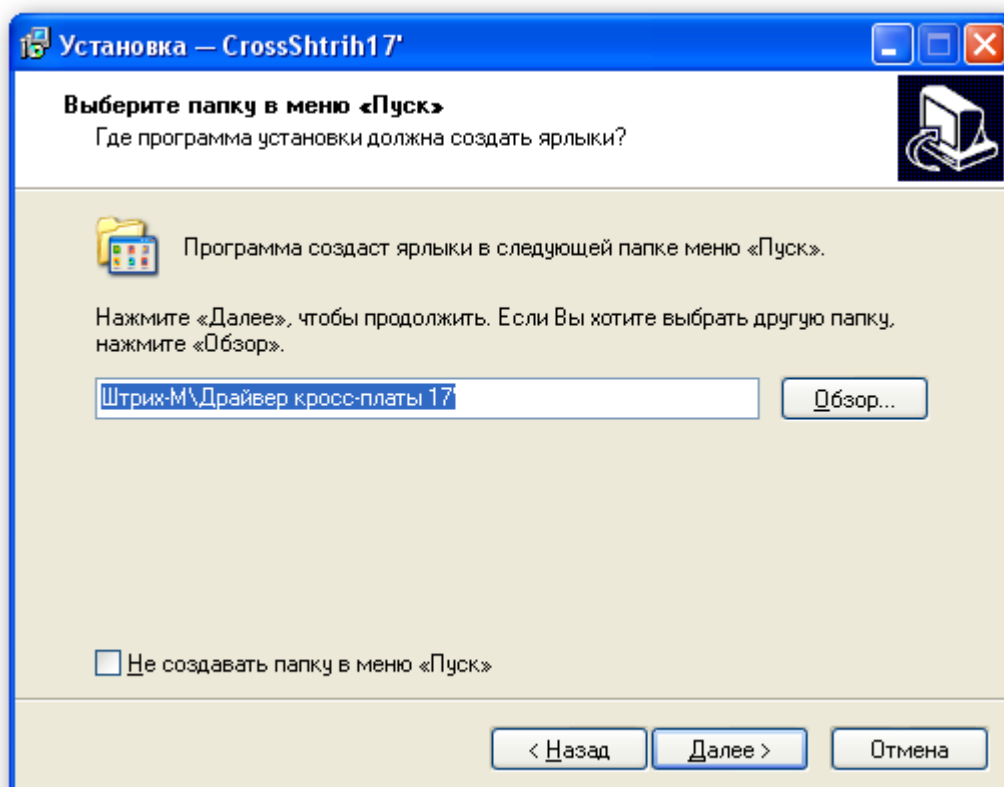 Установка — CrossShtrih17'
Выберите папку в меню «Пуск»
Где программа установки должна создать ярлыки?
Программа создаст ярлыки в следующей папке меню «Пуск».
Нажмите «Далее», чтобы продолжить. Если Вы хотите выбрать другую папку,
нажмите «Обзор».
Штрих-М\Драйвер кросс-платы 17'
Обзор...
Не создавать папку в меню «Пуск»
< Назад
Далее >
Отмена